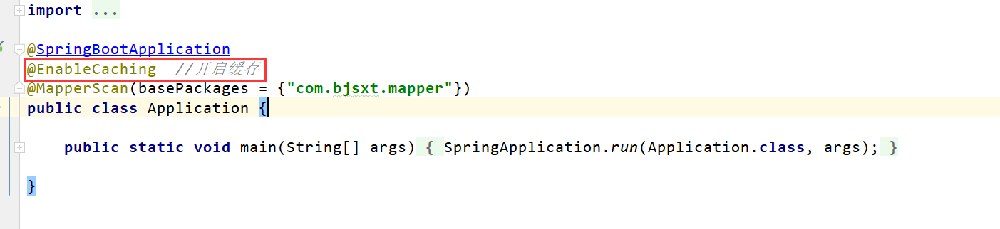 import ...
@SpringBootApplication
@EnableCaching  //开启缓存
@MapperScan(basePackages = {"com.bjsxt.mapper"})
public class Application {
public static void main(String[] args) { SpringApplication.run(Application.class, args); }
}